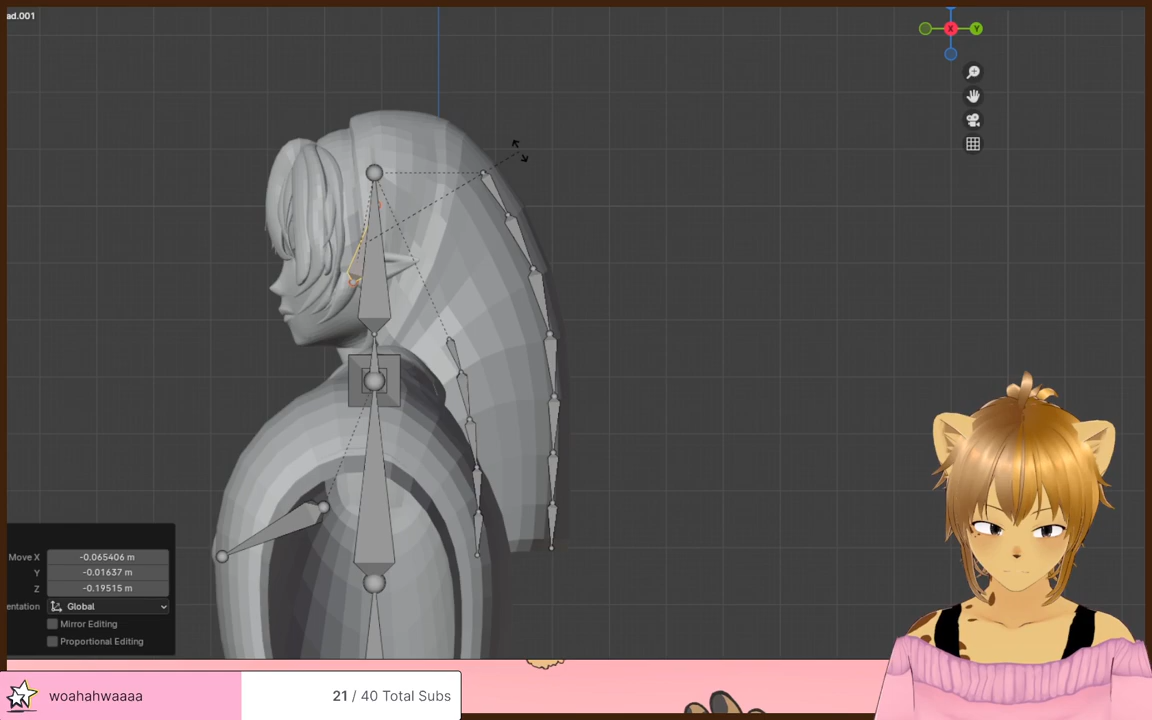 ad.001
X
Y
Move X -0.065406 m
Y -0.01637 m
Z -0.19515 m
entation Global
Mirror Editing
Proportional Editing
woahahwaaaa
21 / 40 Total Subs